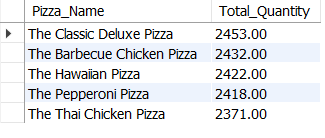 Pizza_Name Total_Quantity
The Classic Deluxe Pizza 2453.00
The Barbecue Chicken Pizza 2432.00
The Hawaiian Pizza 2422.00
The Pepperoni Pizza 2418.00
The Thai Chicken Pizza 2371.00